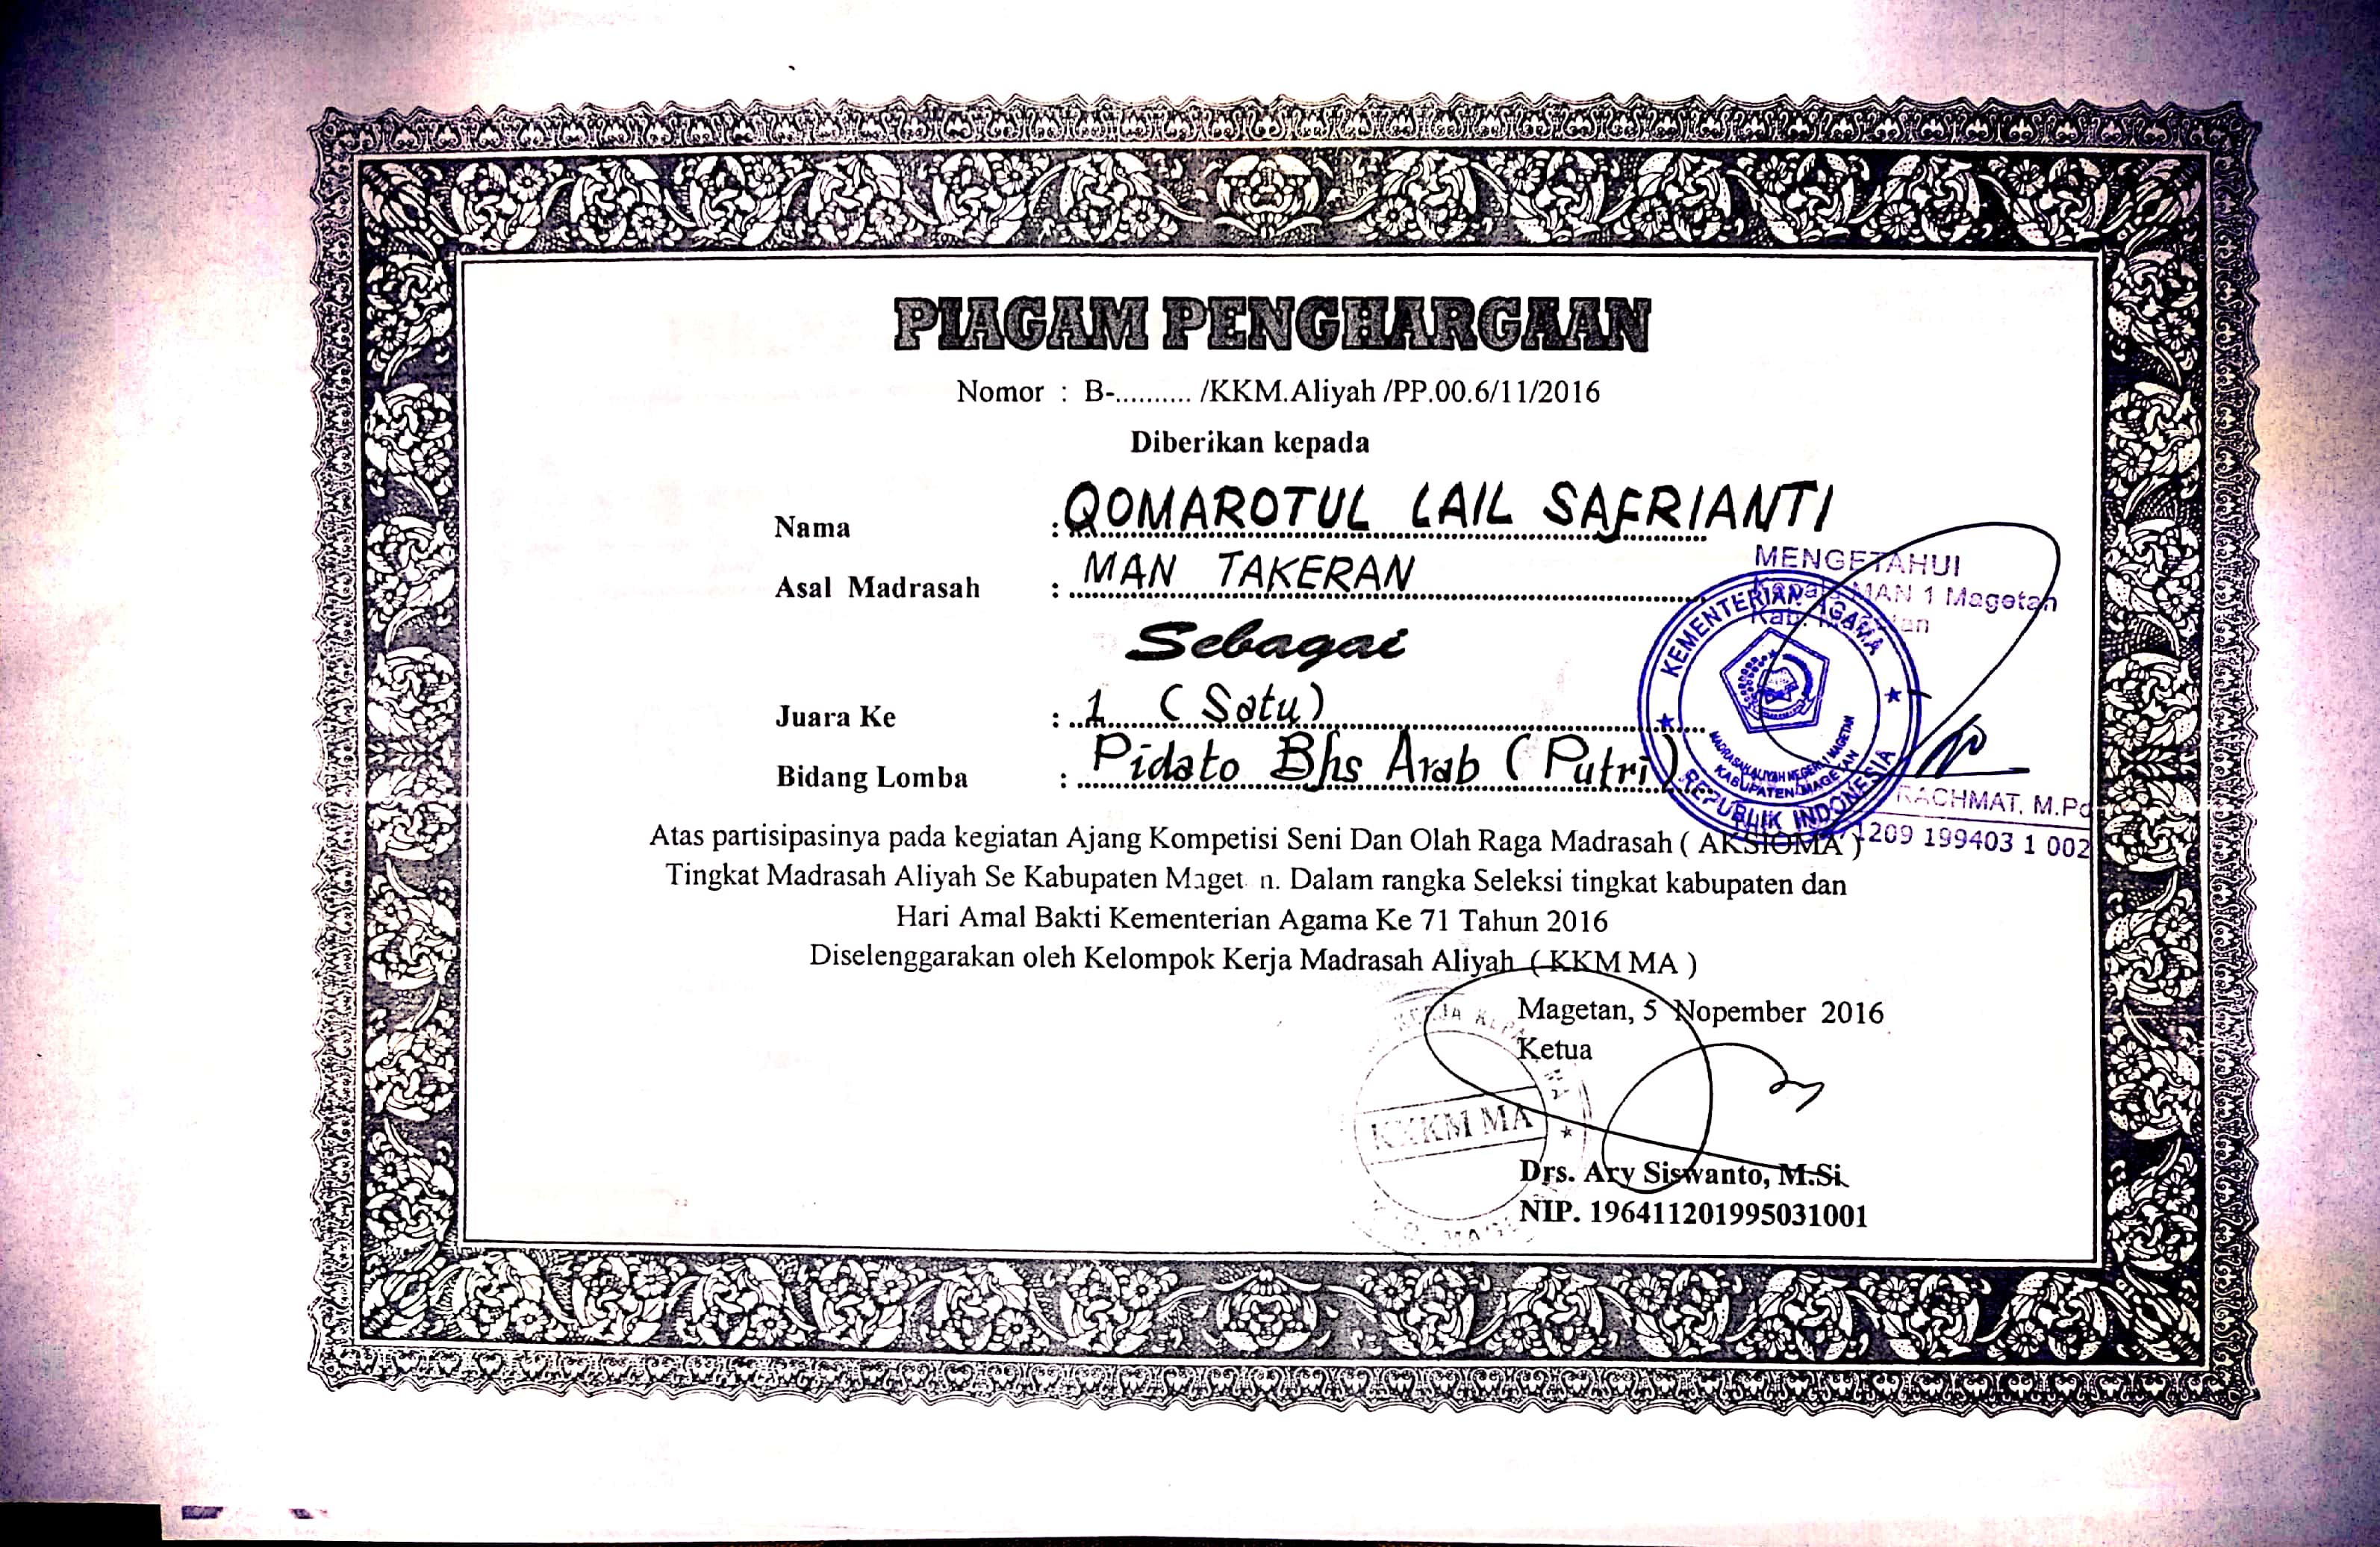 PIAGAM PENGHARGAAN
Nomor : B-.......... /KKM.Aliyah /PP.00.6/11/2016
Diberikan kepada
Nama : QOMAROTUL LAIL SAFRIANTI
Asal Madrasah : MAN TAKERAN
Sebagai
Juara Ke : 1 (Satu)
Bidang Lomba : Pidato Bhs Arab (Putri)
MENGETAHUI
Kepala MAN 1 Magetan
Kab.
KEMENTERIAN AGAMA
MADRASAH ALIYAH NEGERI 1 MAGETAN
KABUPATEN MAGETAN
REPUBLIK INDONESIA
RACHMAT, M.Pd
1209 199403 1 002
Atas partisipasinya pada kegiatan Ajang Kompetisi Seni Dan Olah Raga Madrasah ( AKSIOMA )
Tingkat Madrasah Aliyah Se Kabupaten Maget n. Dalam rangka Seleksi tingkat kabupaten dan
Hari Amal Bakti Kementerian Agama Ke 71 Tahun 2016
Diselenggarakan oleh Kelompok Kerja Madrasah Aliyah ( KKM MA )
Magetan, 5 Nopember 2016
Ketua
KKKM MA
Drs. Ary Siswanto, M.Si
NIP. 196411201995031001